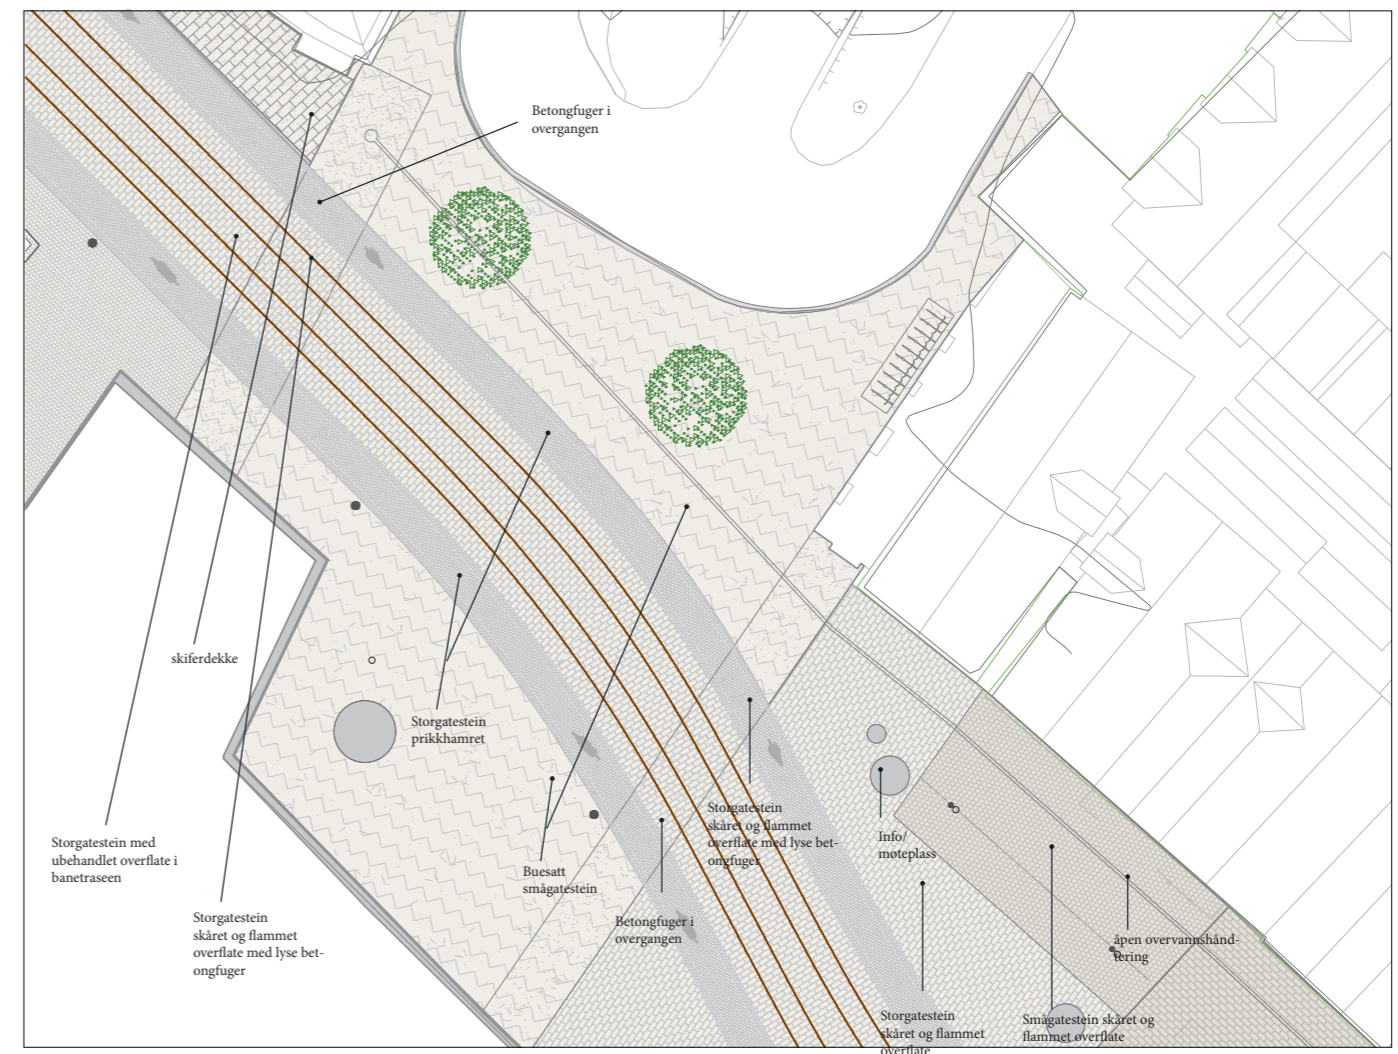 Betongfuger i
overgangen
skiferdekke
Storgatestein
prikkhamret
Storgatestein
skåret og flammet
overflate med lyse bet-
ongfuger
Info/
møteplass
Storgatestein med
ubehandlet overflate i
banetraseen
Buesatt
smågatestein
Storgatestein
skåret og flammet
overflate med lyse bet-
ongfuger
Betongfuger i
overgangen
åpen overvannshånd-
tering
Storgatestein
skåret og flammet
overflate
Smågatestein skåret og
flammet overflate